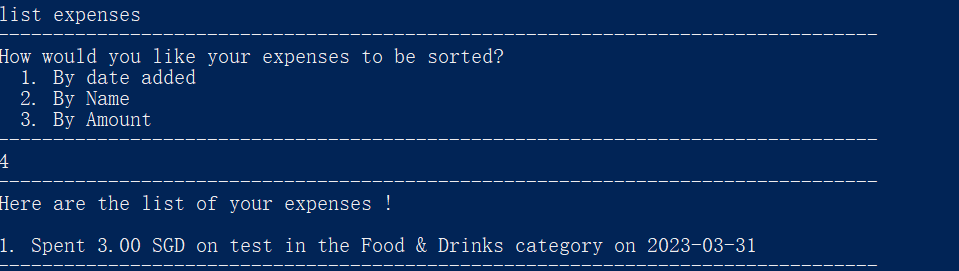 list expenses
How would you like your expenses to be sorted?
1. By date added
2. By Name
3. By Amount
4
Here are the list of your expenses !
1. Spent 3.00 SGD on test in the Food & Drinks category on 2023-03-31